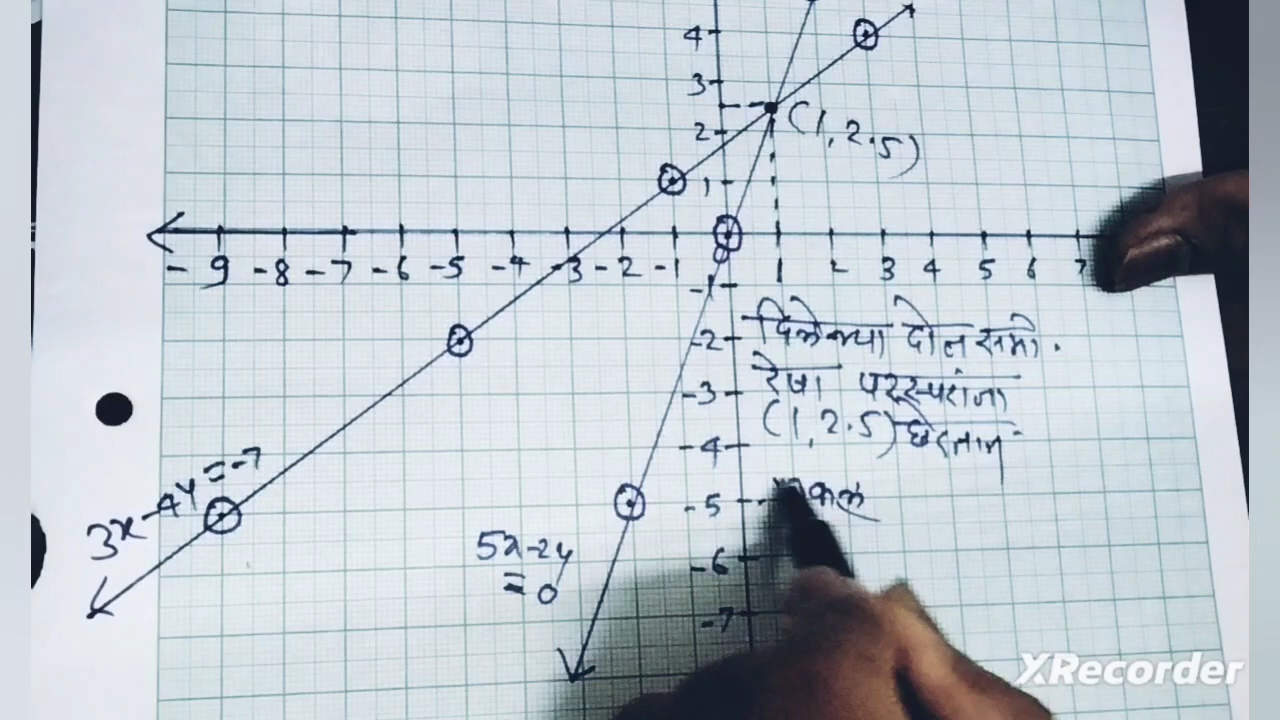 4
3
(1, 2.5)
2
1
-9 -8 -7 -6 -5 -4 -3 -2 -1 0 1 2 3 4 5 6 7
-1
दिलेल्या दोन समी.
-2
रेषा परस्परांना
-3
(1, 2.5) छेदतात
-4
3x-4y=-7
-5
5x-2y
=0
-6
-7
XRecorder